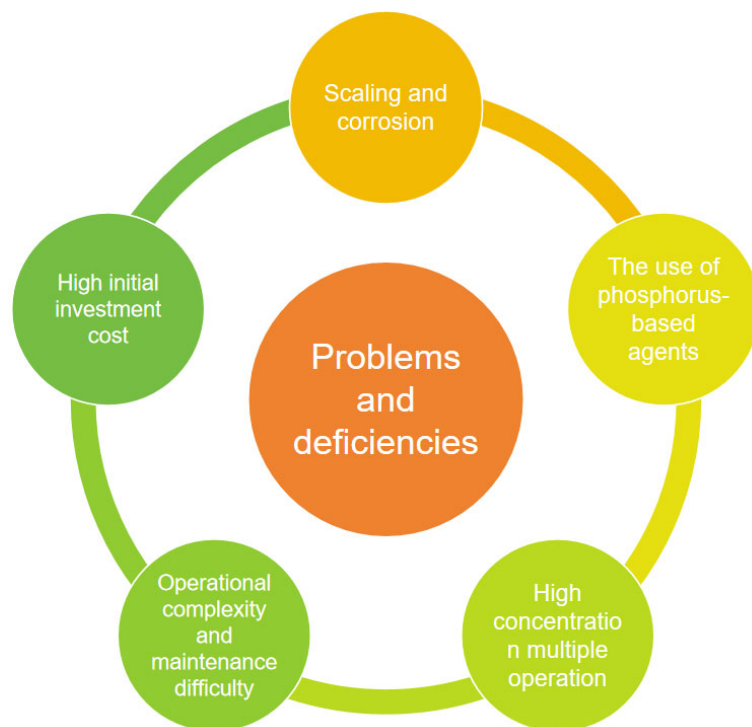 Scaling and
corrosion
The use of
phosphorus-
based
agents
High
concentratio
n multiple
operation
Operational
complexity
and
maintenance
difficulty
High initial
investment
cost
Problems
and
deficiencies